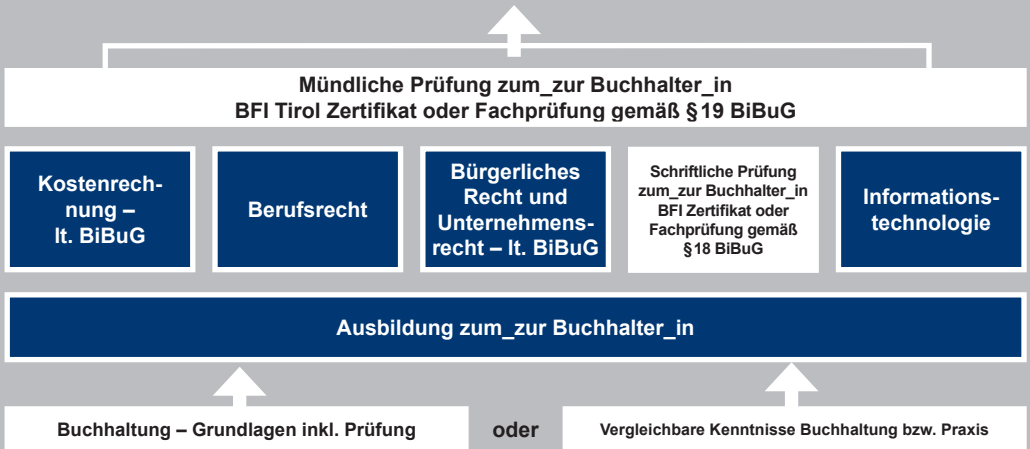 Mündliche Prüfung zum_zur Buchhalter_in
BFI Tirol Zertifikat oder Fachprüfung gemäß §19 BiBuG
Kostenrech-
nung –
lt. BiBuG
Berufsrecht
Bürgerliches
Recht und
Unternehmens-
recht – lt. BiBuG
Schriftliche Prüfung
zum_zur Buchhalter_in
BFI Zertifikat oder
Fachprüfung gemäß
§18 BiBuG
Informations-
technologie
Ausbildung zum_zur Buchhalter_in
Buchhaltung – Grundlagen inkl. Prüfung
oder
Vergleichbare Kenntnisse Buchhaltung bzw. Praxis